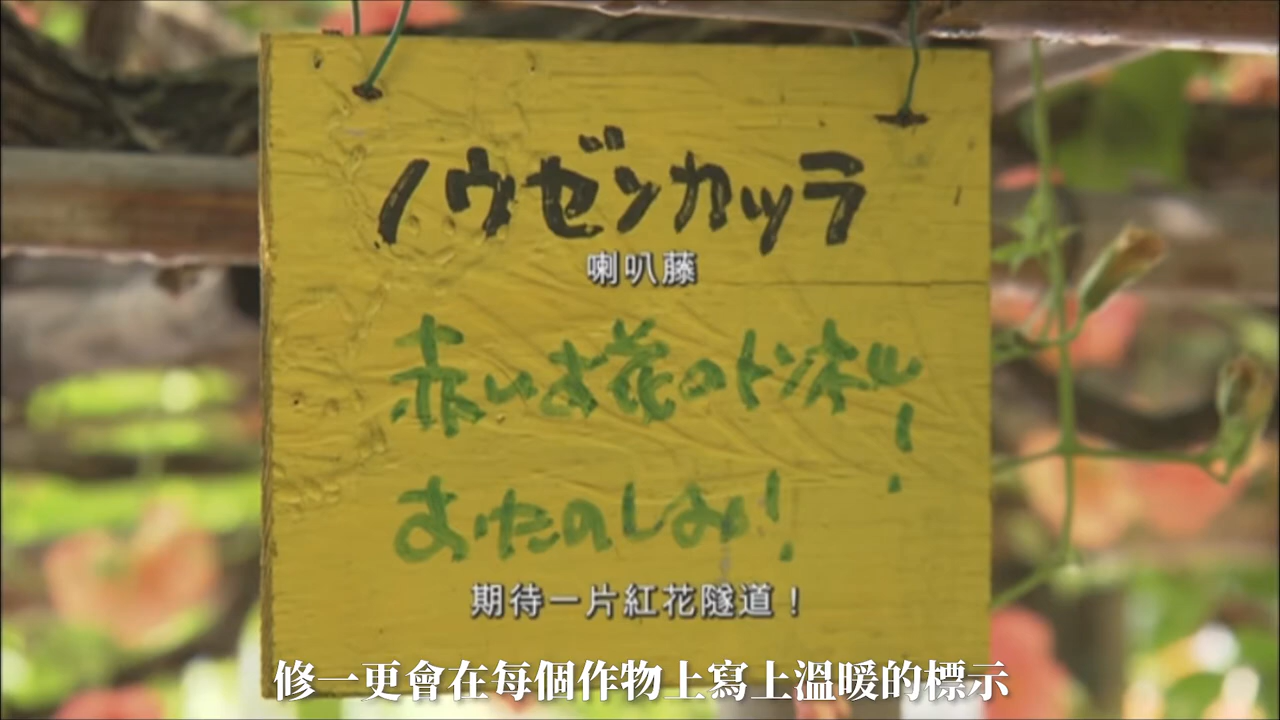 ノウゼンカツラ
喇叭藤
赤いお花のトンネル!
おたのしみに!
期待一片紅花隧道！
修一更會在每個作物上寫上溫暖的標示